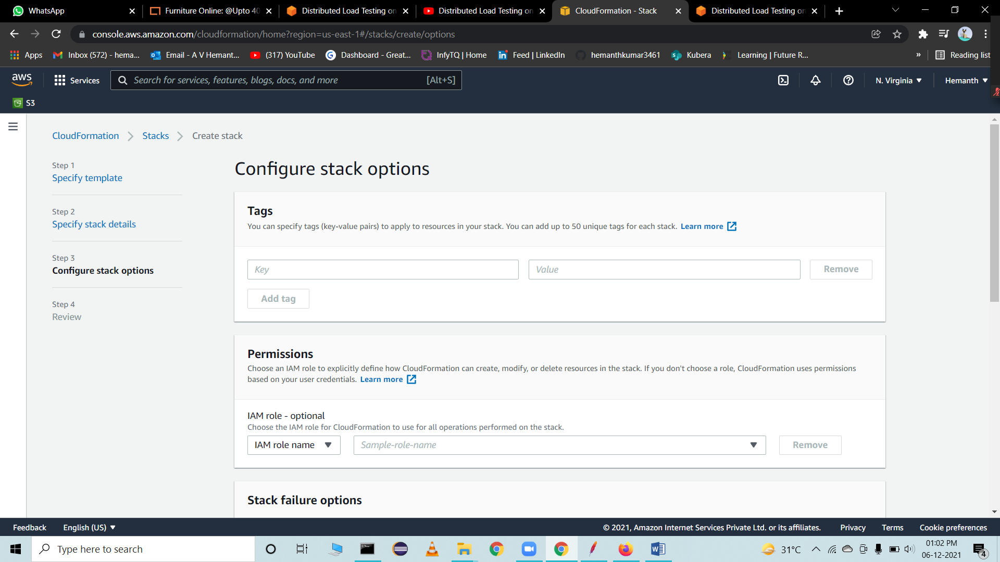 WhatsApp
Furniture Online: @Upto 40
Distributed Load Testing on
Distributed Load Testing on
CloudFormation - Stack
Distributed Load Testing on
console.aws.amazon.com/cloudformation/home?region=us-east-1#/stacks/create/options
Apps
Inbox (572) - hema...
Email - A V Hemant...
(317) YouTube
Dashboard - Great...
InfyTQ | Home
Feed | LinkedIn
hemanthkumar3461
Kubera
Learning | Future R...
»
Reading list
aws
Services
Search for services, features, blogs, docs, and more
[Alt+S]
N. Virginia
Hemanth
S3
CloudFormation
Stacks
Create stack
Step 1
Specify template
Step 2
Specify stack details
Step 3
Configure stack options
Step 4
Review
Configure stack options
Tags
You can specify tags (key-value pairs) to apply to resources in your stack. You can add up to 50 unique tags for each stack. Learn more
Key
Value
Remove
Add tag
Permissions
Choose an IAM role to explicitly define how CloudFormation can create, modify, or delete resources in the stack. If you don't choose a role, CloudFormation uses permissions
based on your user credentials. Learn more
IAM role - optional
Choose the IAM role for CloudFormation to use for all operations performed on the stack.
IAM role name
Sample-role-name
Remove
Stack failure options
Feedback
English (US)
© 2021, Amazon Internet Services Private Ltd. or its affiliates.
Privacy
Terms
Cookie preferences
Type here to search
31°C
01:02 PM
06-12-2021
4